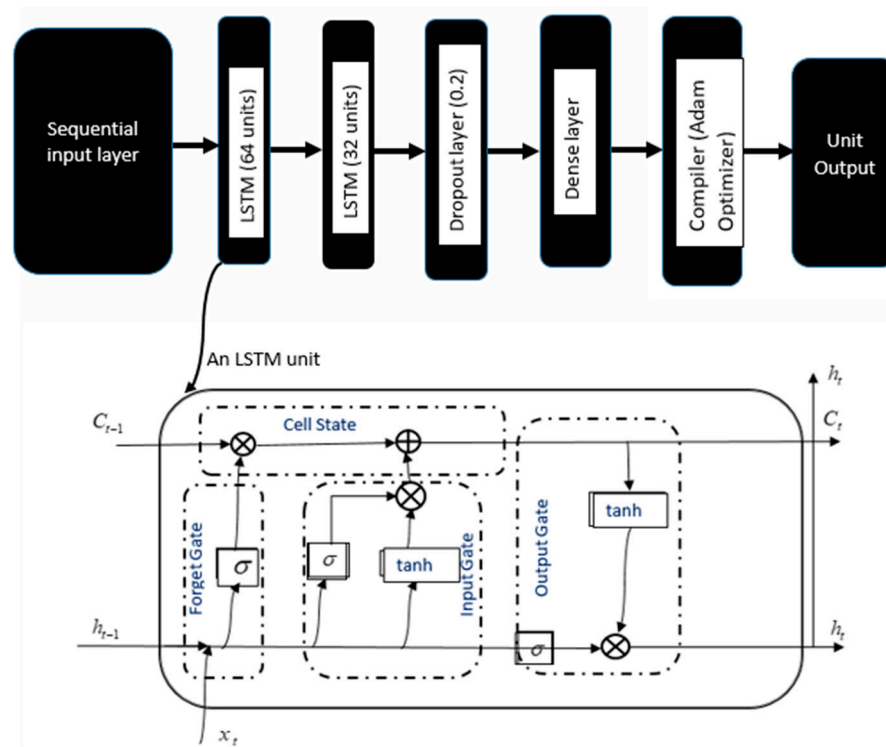 Sequential
input layer
LSTM (64 units)
LSTM (32 units)
Dropout layer (0.2)
Dense layer
Compiler (Adam
Optimizer)
Unit
Output
An LSTM unit
h_t
C_{t-1}
Cell State
C_t
Forget Gate
σ
σ
tanh
Input Gate
Output Gate
tanh
h_{t-1}
σ
h_t
x_t